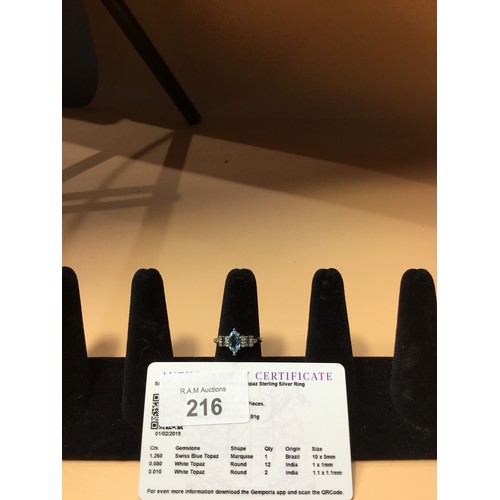 CERTIFICATE
Topaz Sterling Silver Ring
R.A.M Auctions
216
Pieces.
01/02/2019
Cts Gemstone Shape Qty Origin Size
1.260 Swiss Blue Topaz Marquise 1 Brazil 10 x 5mm
0.080 White Topaz Round 12 India 1 x 1mm
0.010 White Topaz Round 2 India 1.1 x 1.1mm
For even more information download the Gemporia app and scan the QRCode.